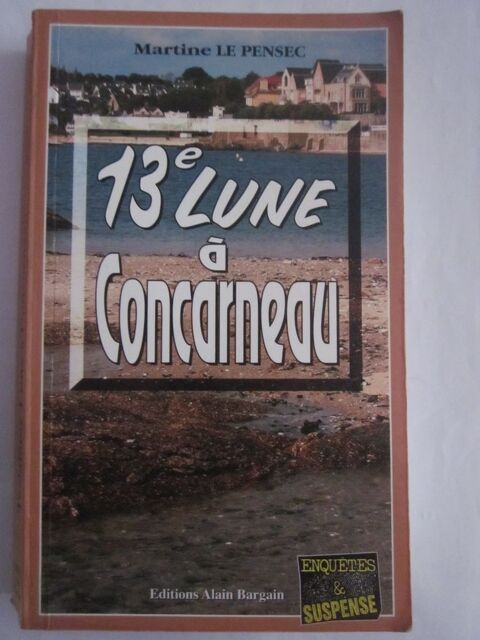 Martine LE PENSEC
13e LUNE
à
Concarneau
ENQUÊTES
&
SUSPENSE
Editions Alain Bargain